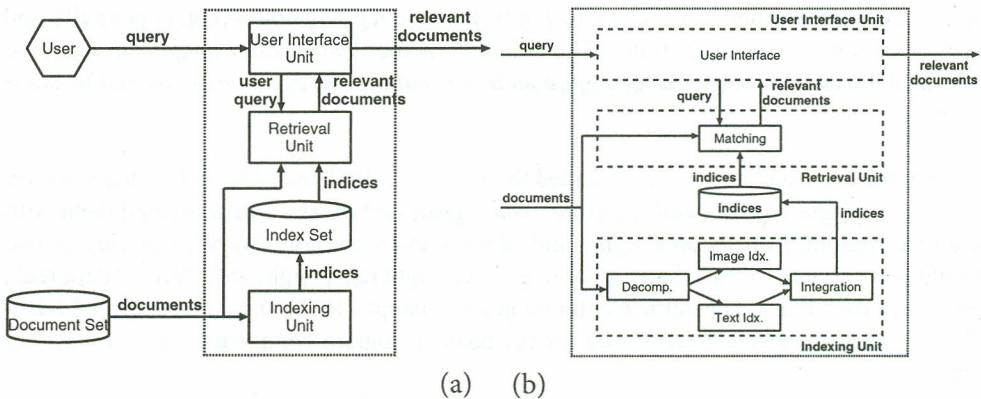 User
query
User Interface
Unit
relevant
documents
user
query
relevant
documents
Retrieval
Unit
indices
Index Set
indices
Document Set
documents
Indexing
Unit
(a)
User Interface Unit
query
User Interface
relevant
documents
query
relevant
documents
Matching
Retrieval Unit
indices
documents
indices
indices
Image Idx.
Decomp.
Integration
Text Idx.
Indexing Unit
(b)